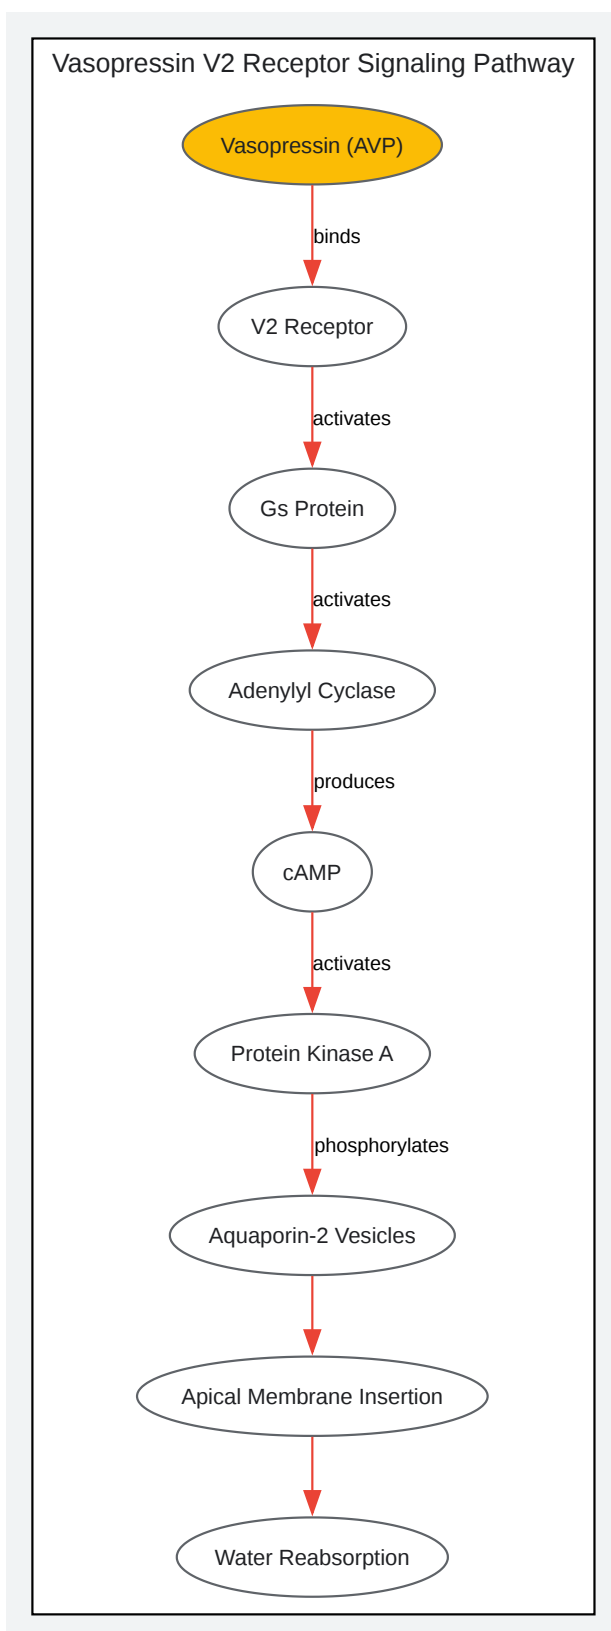 Vasopressin V2 Receptor Signaling Pathway
Vasopressin (AVP)
binds
V2 Receptor
activates
Gs Protein
activates
Adenylyl Cyclase
produces
cAMP
activates
Protein Kinase A
phosphorylates
Aquaporin-2 Vesicles
Apical Membrane Insertion
Water Reabsorption